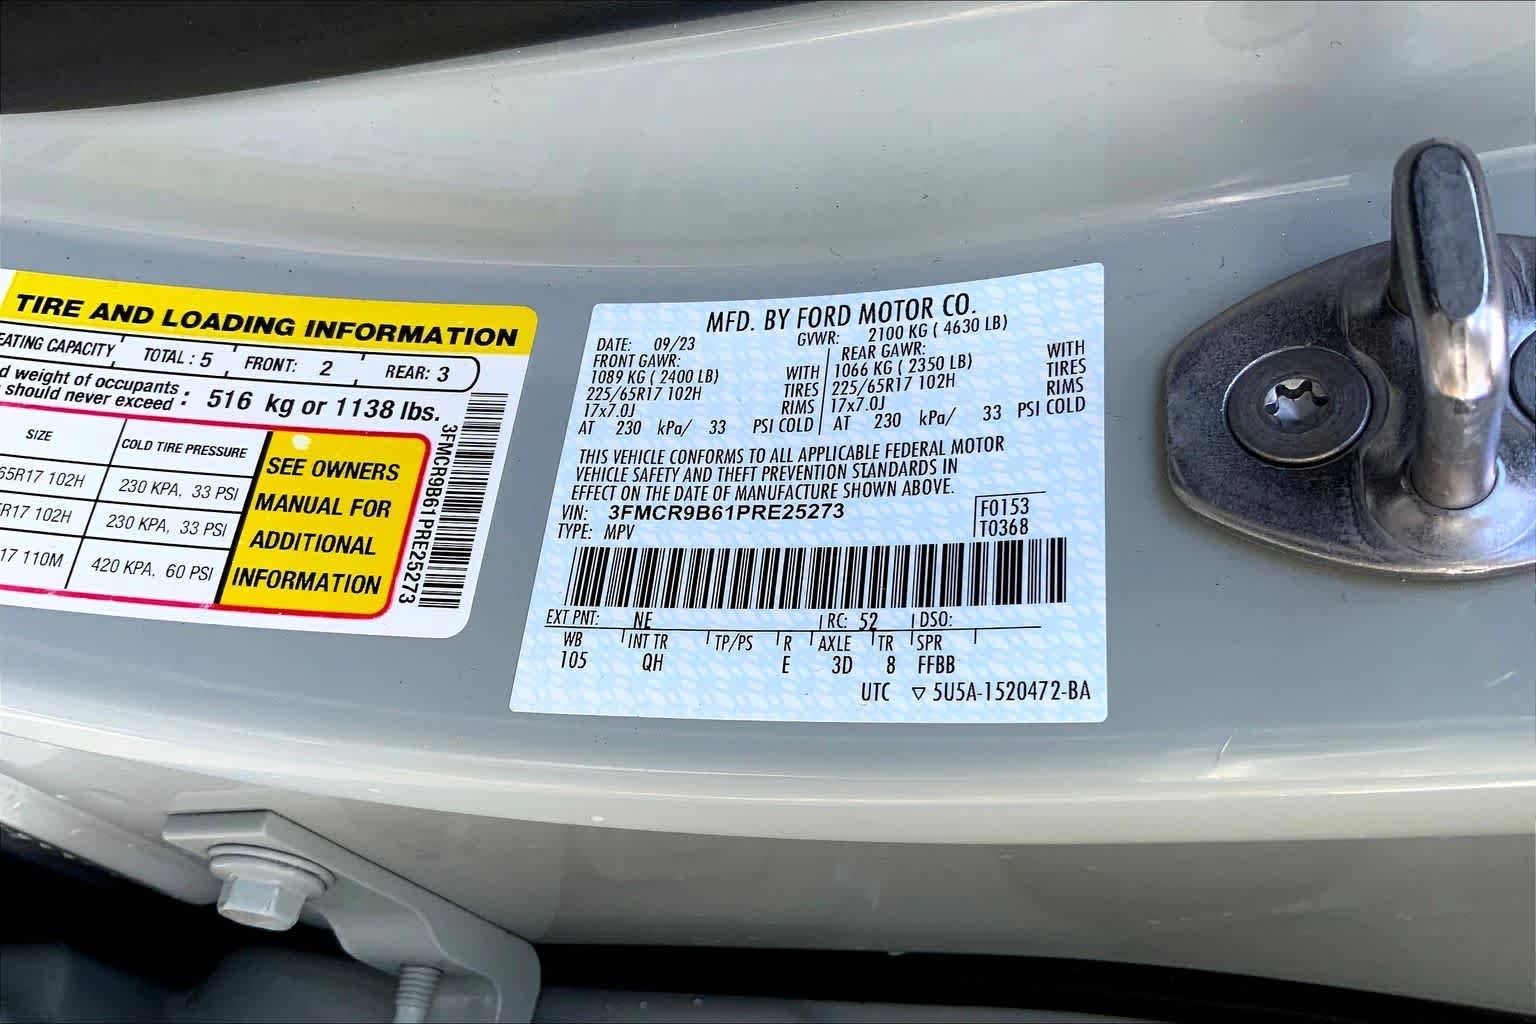 TIRE AND LOADING INFORMATION
EATING CAPACITY TOTAL : 5 FRONT: 2 REAR: 3
d weight of occupants
should never exceed : 516 kg or 1138 lbs.
SIZE COLD TIRE PRESSURE
65R17 102H 230 KPA, 33 PSI
R17 102H 230 KPA, 33 PSI
17 110M 420 KPA, 60 PSI
SEE OWNERS
MANUAL FOR
ADDITIONAL
INFORMATION
3FMCR9B61PRE25273
MFD. BY FORD MOTOR CO.
DATE: 09/23 GVWR: 2100 KG ( 4630 LB)
FRONT GAWR: REAR GAWR:
1089 KG ( 2400 LB) WITH 1066 KG ( 2350 LB) WITH
225/65R17 102H TIRES 225/65R17 102H TIRES
17x7.0J RIMS 17x7.0J RIMS
AT 230 kPa/ 33 PSI COLD AT 230 kPa/ 33 PSI COLD
THIS VEHICLE CONFORMS TO ALL APPLICABLE FEDERAL MOTOR
VEHICLE SAFETY AND THEFT PREVENTION STANDARDS IN
EFFECT ON THE DATE OF MANUFACTURE SHOWN ABOVE.
VIN: 3FMCR9B61PRE25273 F0153
TYPE: MPV T0368
EXT PNT: NE RC: 52 DSO:
WB INT TR TP/PS R AXLE TR SPR
105 QH E 3D 8 FFBB
UTC ▽ 5U5A-1520472-BA